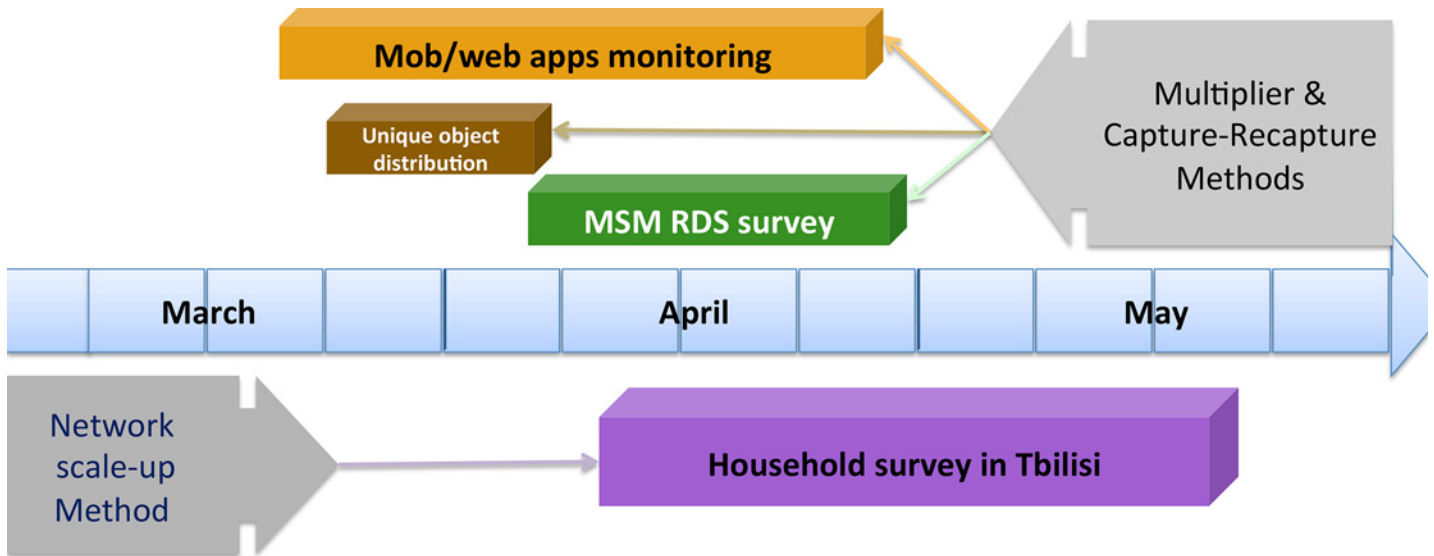 Mob/web apps monitoring
Unique object
distribution
MSM RDS survey
Multiplier &
Capture-Recapture
Methods
March
April
May
Network
scale-up
Method
Household survey in Tbilisi